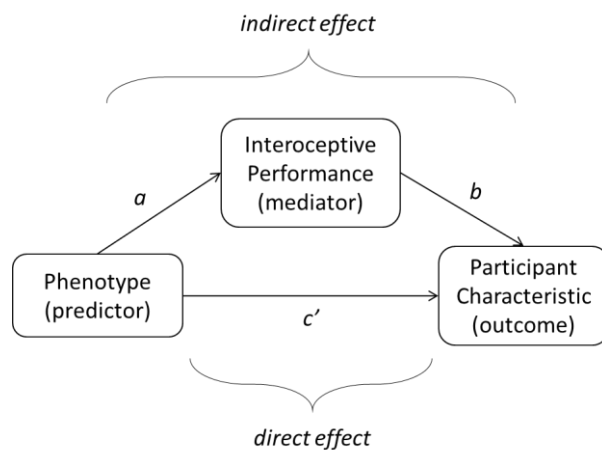 indirect effect
Interoceptive
Performance
(mediator)
a
b
Phenotype
(predictor)
Participant
Characteristic
(outcome)
c’
direct effect